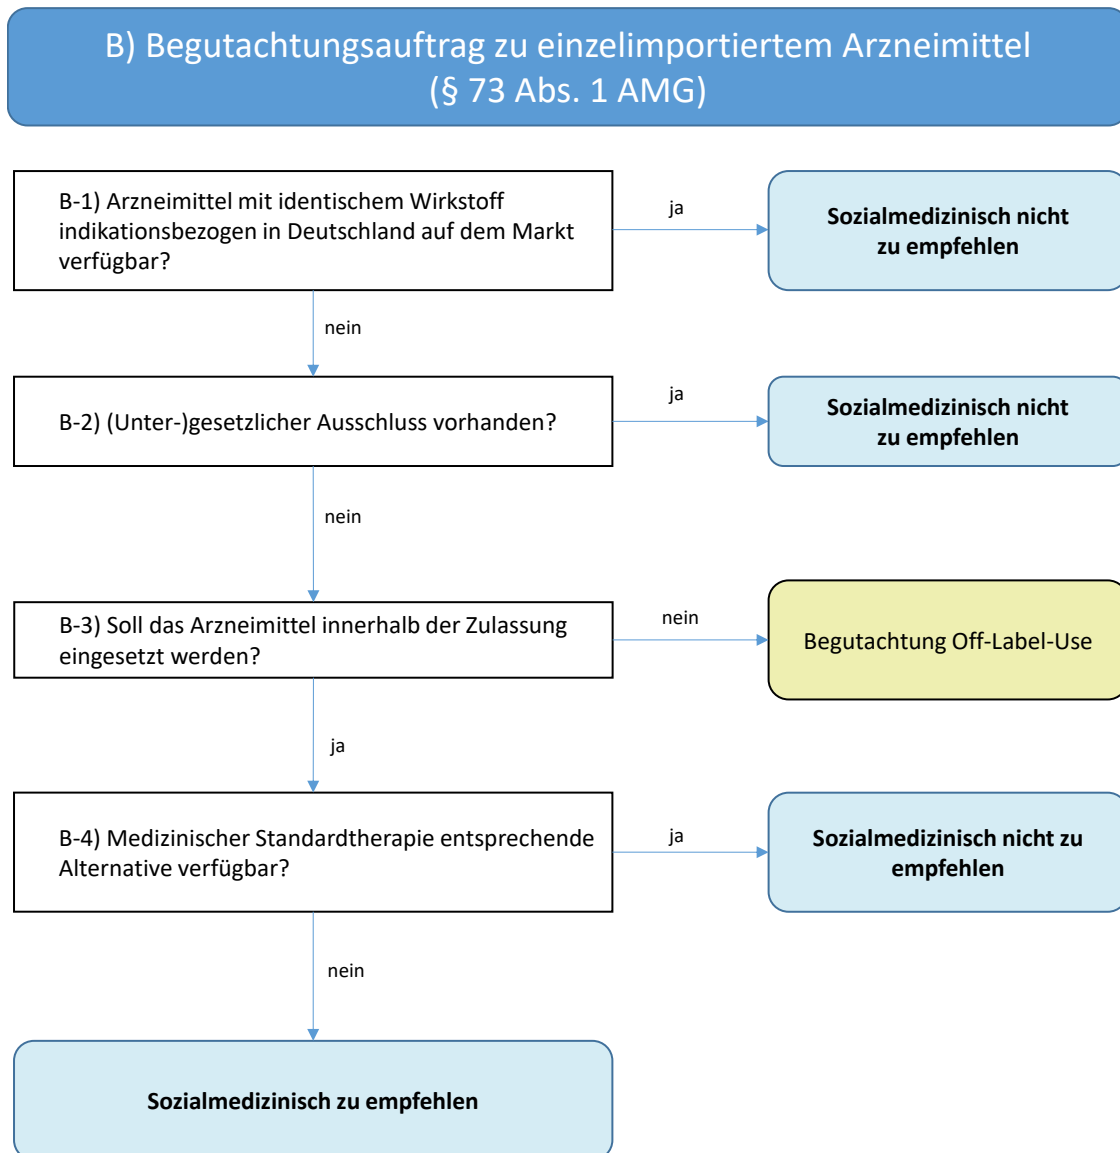 B) Begutachtungsauftrag zu einzelimportiertem Arzneimittel
(§ 73 Abs. 1 AMG)
B-1) Arzneimittel mit identischem Wirkstoff
indikationsbezogen in Deutschland auf dem Markt
verfügbar?
ja
Sozialmedizinisch nicht
zu empfehlen
nein
B-2) (Unter-)gesetzlicher Ausschluss vorhanden?
ja
Sozialmedizinisch nicht
zu empfehlen
nein
B-3) Soll das Arzneimittel innerhalb der Zulassung
eingesetzt werden?
nein
Begutachtung Off-Label-Use
ja
B-4) Medizinischer Standardtherapie entsprechende
Alternative verfügbar?
ja
Sozialmedizinisch nicht zu
empfehlen
nein
Sozialmedizinisch zu empfehlen